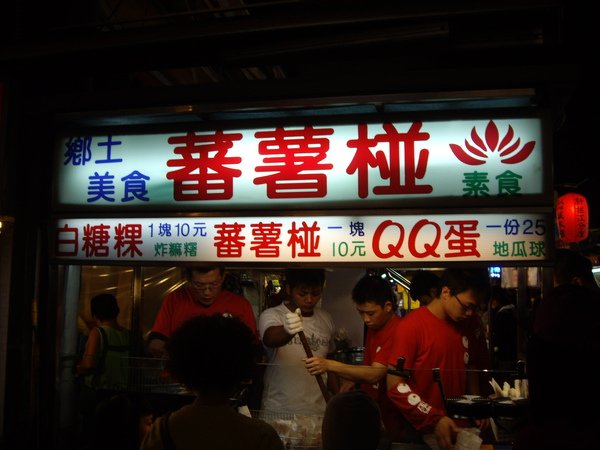 鄉土
美食
蕃薯椪
素食
白糖粿
1塊10元
炸麻糬
蕃薯椪
一塊
10元
QQ蛋
一份25
地瓜球